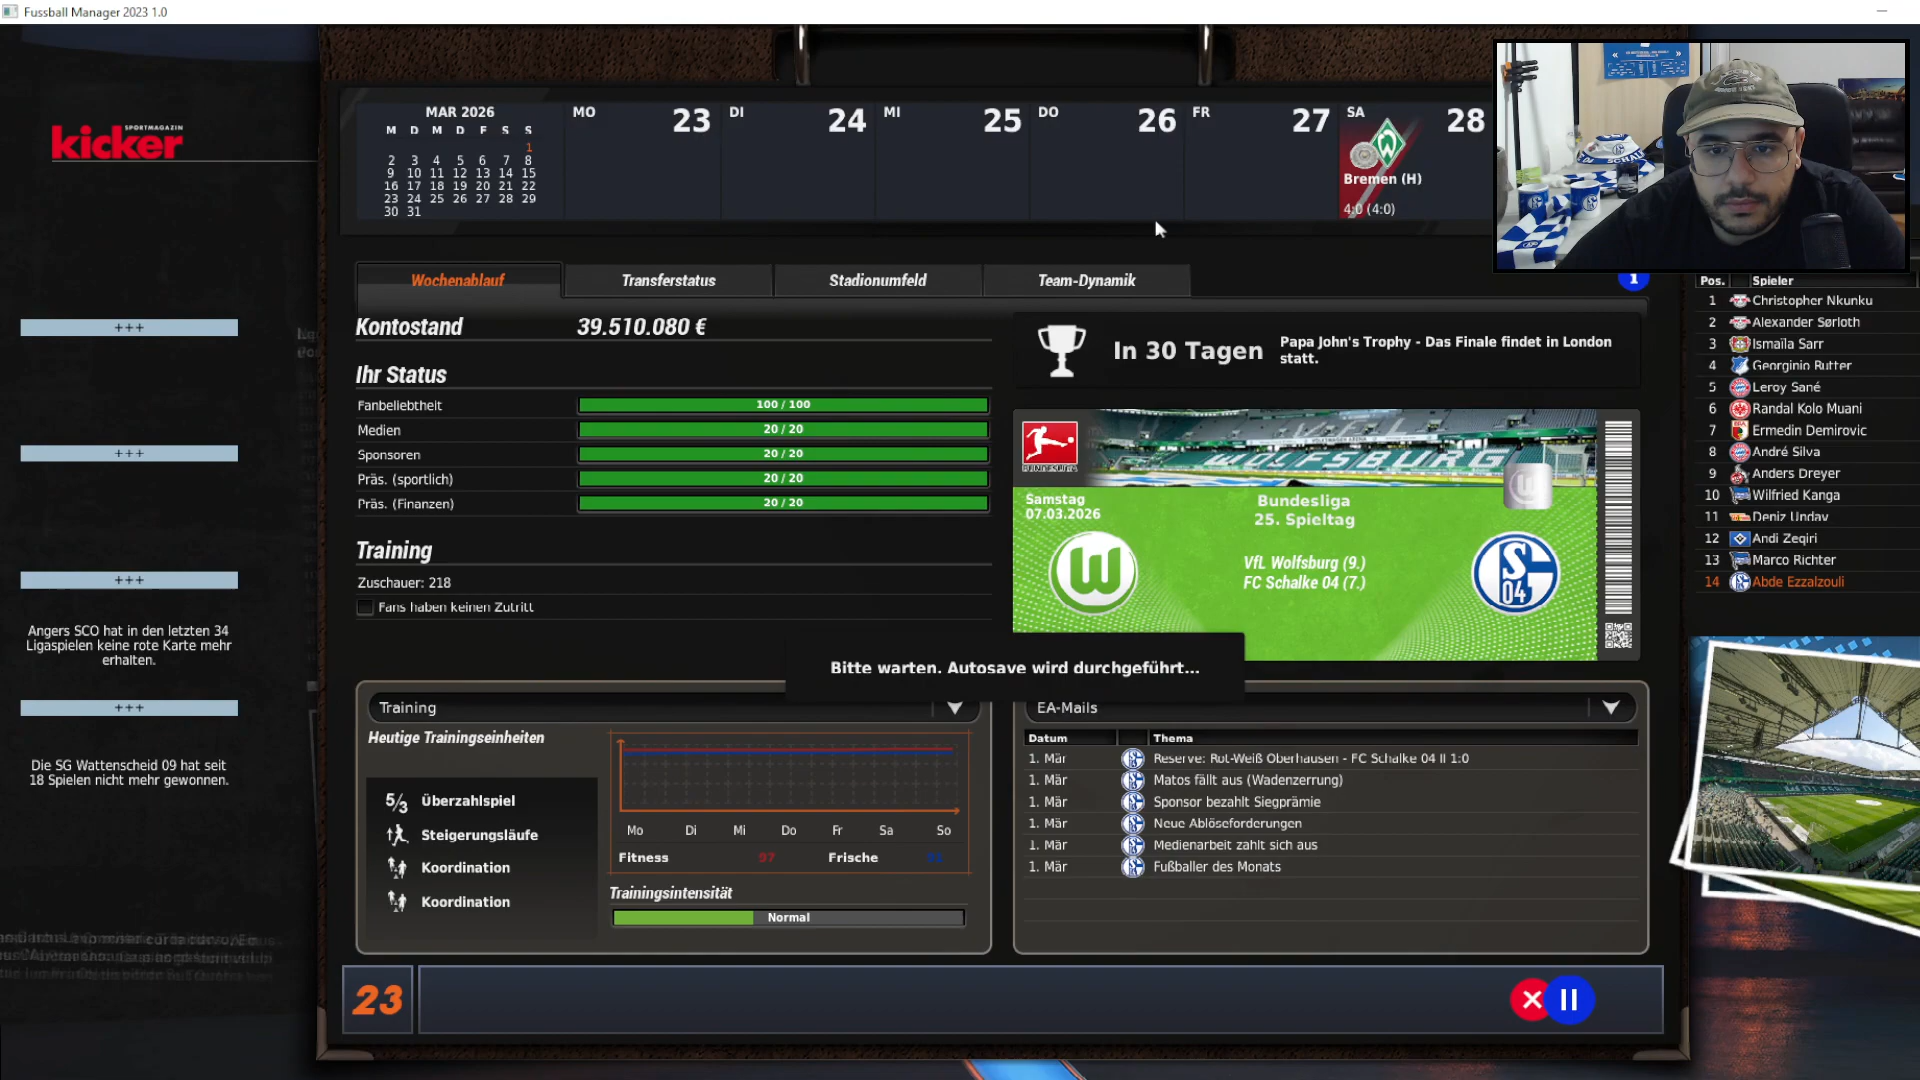 Fussball Manager 2023 1.0
kicker
SPORTMAGAZIN
MAR 2026
M D M D F S S
1
2 3 4 5 6 7 8
9 10 11 12 13 14 15
16 17 18 19 20 21 22
23 24 25 26 27 28 29
30 31
MO 23
DI 24
MI 25
DO 26
FR 27
SA 28
Bremen (H)
4:0 (4:0)
Wochenablauf
Transferstatus
Stadionumfeld
Team-Dynamik
Kontostand 39.510.080 €
Ihr Status
Fanbeliebtheit 100 / 100
Medien 20 / 20
Sponsoren 20 / 20
Präs. (sportlich) 20 / 20
Präs. (Finanzen) 20 / 20
Training
Zuschauer: 218
Fans haben keinen Zutritt
In 30 Tagen
Papa John's Trophy - Das Finale findet in London
statt.
BUNDESLIGA
WOLFSBURG
Samstag
07.03.2026
Bundesliga
25. Spieltag
VfL Wolfsburg (9.)
FC Schalke 04 (7.)
Bitte warten. Autosave wird durchgeführt...
Training
Heutige Trainingseinheiten
5/3 Überzahlspiel
Steigerungsläufe
Koordination
Koordination
Mo Di Mi Do Fr Sa So
Fitness 97 Frische
Trainingsintensität
Normal
EA-Mails
Datum Thema
1. Mär Reserve: Rot-Weiß Oberhausen - FC Schalke 04 II 1:0
1. Mär Matos fällt aus (Wadenzerrung)
1. Mär Sponsor bezahlt Siegprämie
1. Mär Neue Ablöseforderungen
1. Mär Medienarbeit zahlt sich aus
1. Mär Fußballer des Monats
23
+++
+++
+++
Angers SCO hat in den letzten 34
Ligaspielen keine rote Karte mehr
erhalten.
+++
Die SG Wattenscheid 09 hat seit
18 Spielen nicht mehr gewonnen.
Pos. Spieler
1 Christopher Nkunku
2 Alexander Sørloth
3 Ismaïla Sarr
4 Georginio Rutter
5 Leroy Sané
6 Randal Kolo Muani
7 Ermedin Demirovic
8 André Silva
9 Anders Dreyer
10 Wilfried Kanga
11 Deniz Undav
12 Andi Zeqiri
13 Marco Richter
14 Abde Ezzalzouli